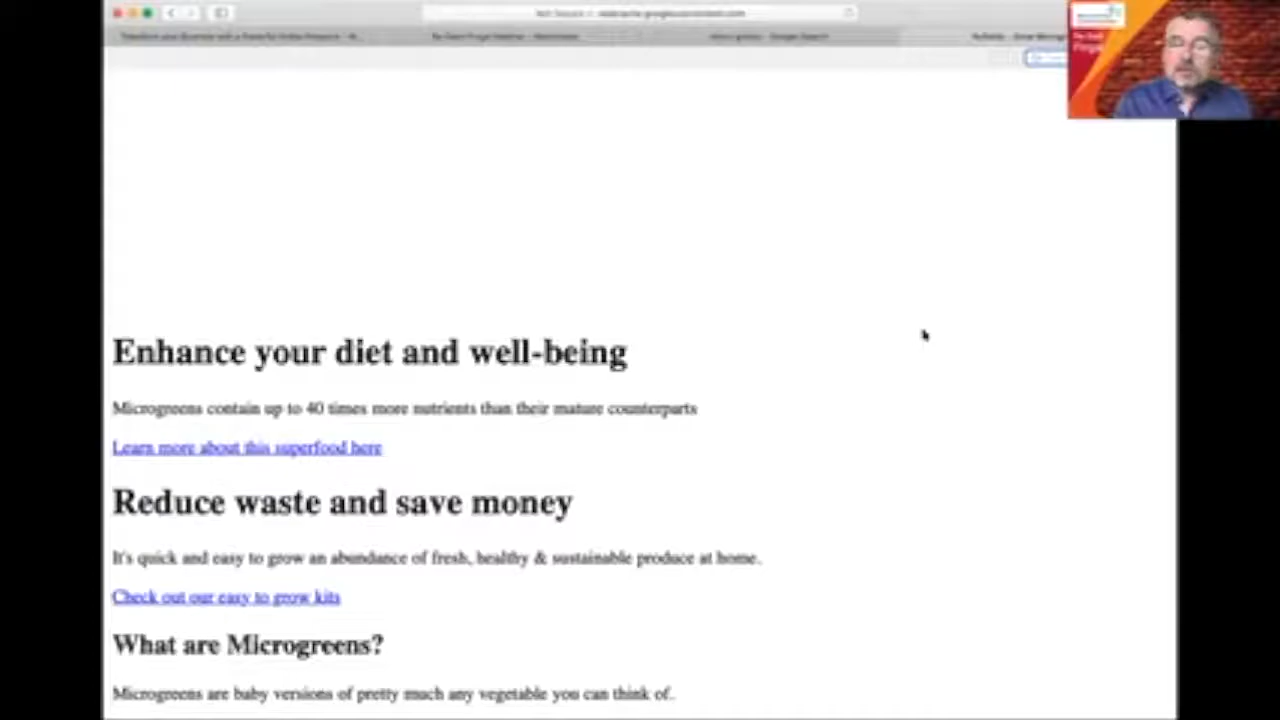 Enhance your diet and well-being
Microgreens contain up to 40 times more nutrients than their mature counterparts
Learn more about this superfood here
Reduce waste and save money
It's quick and easy to grow an abundance of fresh, healthy & sustainable produce at home.
Check out our easy to grow kits
What are Microgreens?
Microgreens are baby versions of pretty much any vegetable you can think of.